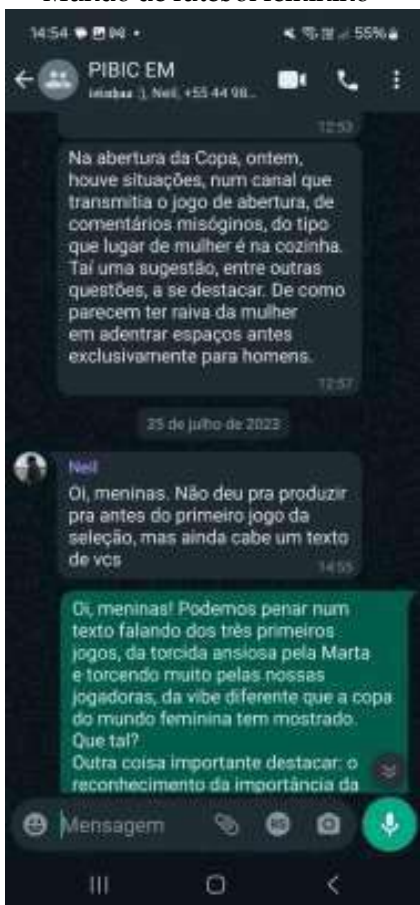 Mundo de futebol feminino
14:54
55%
PIBIC EM
Neil, +55 44 98...
12:53
Na abertura da Copa, ontem,
houve situações, num canal que
transmitia o jogo de abertura, de
comentários misóginos, do tipo
que lugar de mulher é na cozinha.
Taí uma sugestão, entre outras
questões, a se destacar. De como
parecem ter raiva da mulher
em adentrar espaços antes
exclusivamente para homens.
12:57
25 de julho de 2023
Neil
Oi, meninas. Não deu pra produzir
pra antes do primeiro jogo da
seleção, mas ainda cabe um texto
de vcs
14:55
Oi, meninas! Podemos penar num
texto falando dos três primeiros
jogos, da torcida ansiosa pela Marta
e torcendo muito pelas nossas
jogadoras, da vibe diferente que a copa
do mundo feminina tem mostrado.
Que tal?
Outra coisa importante destacar: o
reconhecimento da importância da
Mensagem